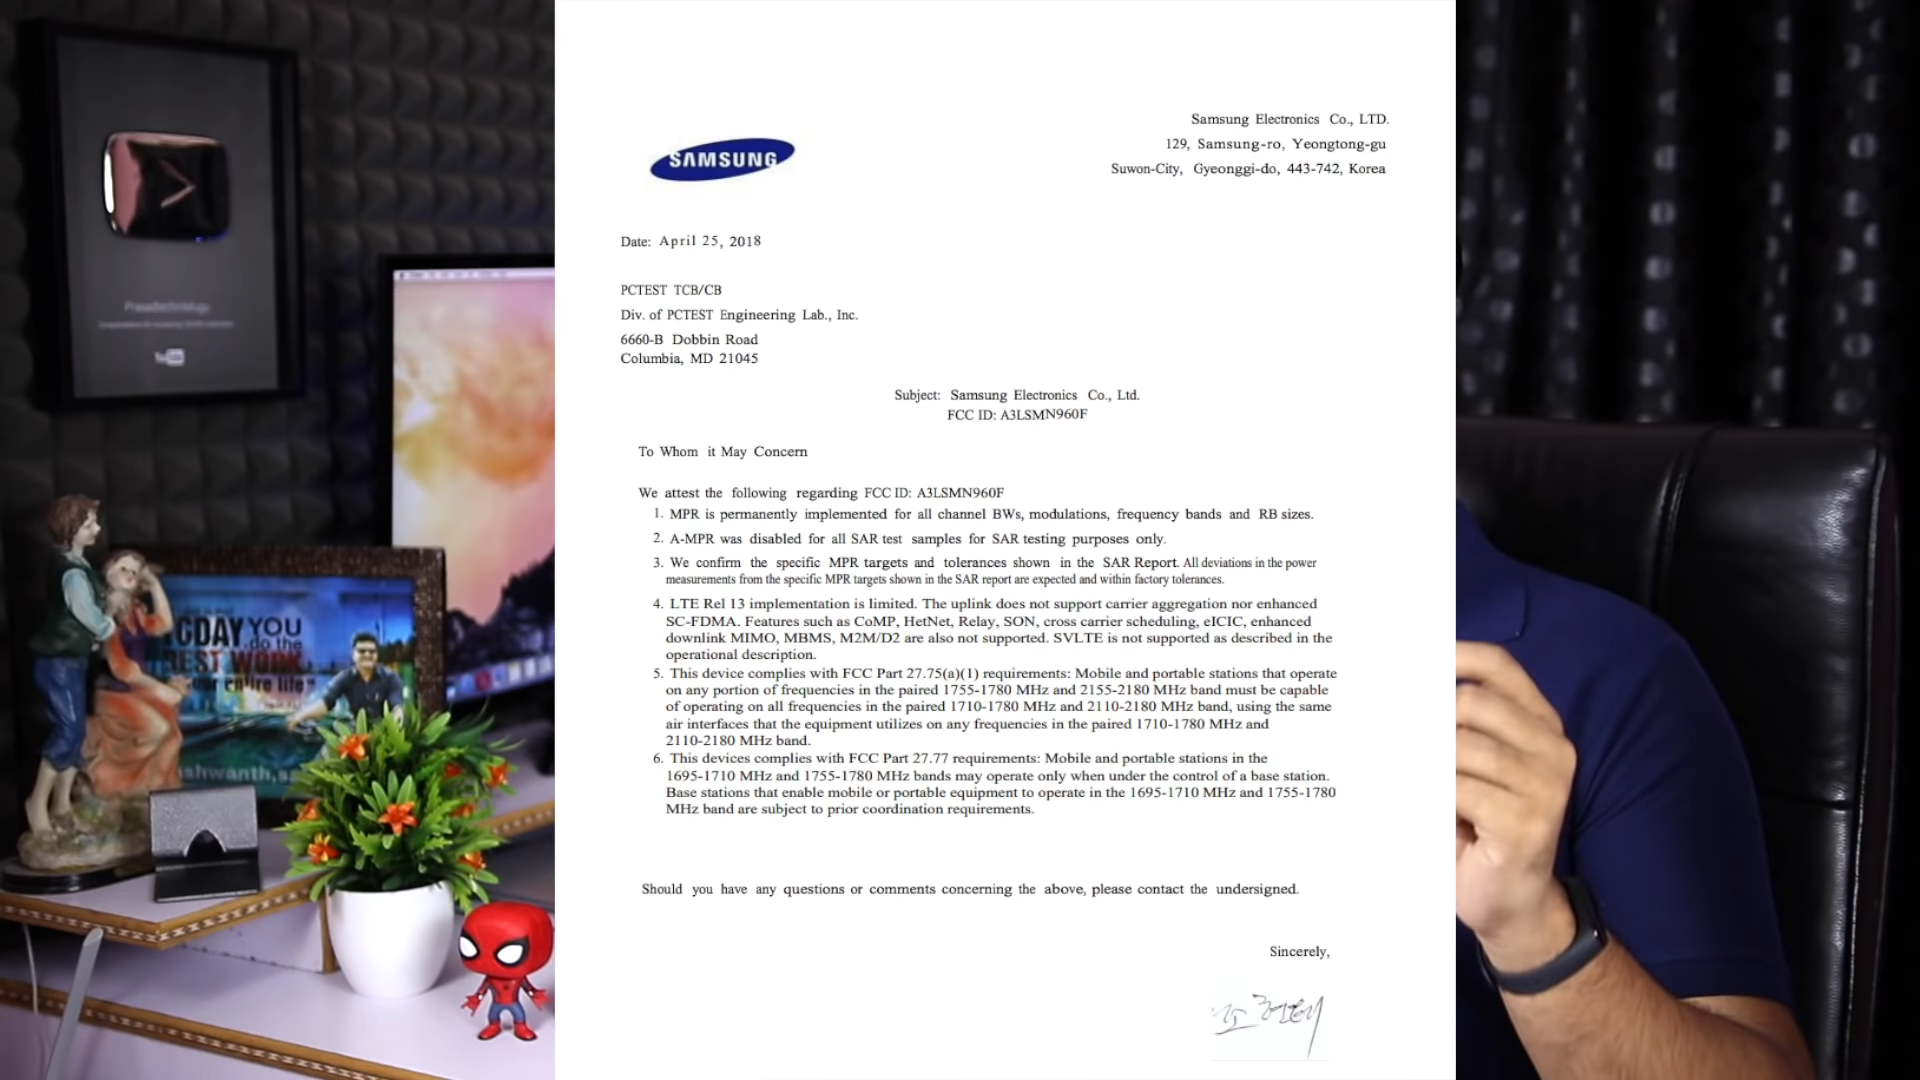 SAMSUNG
Samsung Electronics Co., LTD.
129, Samsung-ro, Yeongtong-gu
Suwon-City, Gyeonggi-do, 443-742, Korea
Date: April 25, 2018
PCTEST TCB/CB
Div. of PCTEST Engineering Lab., Inc.
6660-B Dobbin Road
Columbia, MD 21045
Subject: Samsung Electronics Co., Ltd.
FCC ID: A3LSMN960F
To Whom it May Concern
We attest the following regarding FCC ID: A3LSMN960F
1. MPR is permanently implemented for all channel BWs, modulations, frequency bands and RB sizes.
2. A-MPR was disabled for all SAR test samples for SAR testing purposes only.
3. We confirm the specific MPR targets and tolerances shown in the SAR Report. All deviations in the power
measurements from the specific MPR targets shown in the SAR report are expected and within factory tolerances.
4. LTE Rel 13 implementation is limited. The uplink does not support carrier aggregation nor enhanced
SC-FDMA. Features such as CoMP, HetNet, Relay, SON, cross carrier scheduling, eICIC, enhanced
downlink MIMO, MBMS, M2M/D2 are also not supported. SVLTE is not supported as described in the
operational description.
5. This device complies with FCC Part 27.75(a)(1) requirements: Mobile and portable stations that operate
on any portion of frequencies in the paired 1755-1780 MHz and 2155-2180 MHz band must be capable
of operating on all frequencies in the paired 1710-1780 MHz and 2110-2180 MHz band, using the same
air interfaces that the equipment utilizes on any frequencies in the paired 1710-1780 MHz and
2110-2180 MHz band.
6. This devices complies with FCC Part 27.77 requirements: Mobile and portable stations in the
1695-1710 MHz and 1755-1780 MHz bands may operate only when under the control of a base station.
Base stations that enable mobile or portable equipment to operate in the 1695-1710 MHz and 1755-1780
MHz band are subject to prior coordination requirements.
Should you have any questions or comments concerning the above, please contact the undersigned.
Sincerely,
YOU
do the
BEST WORK
entire life?